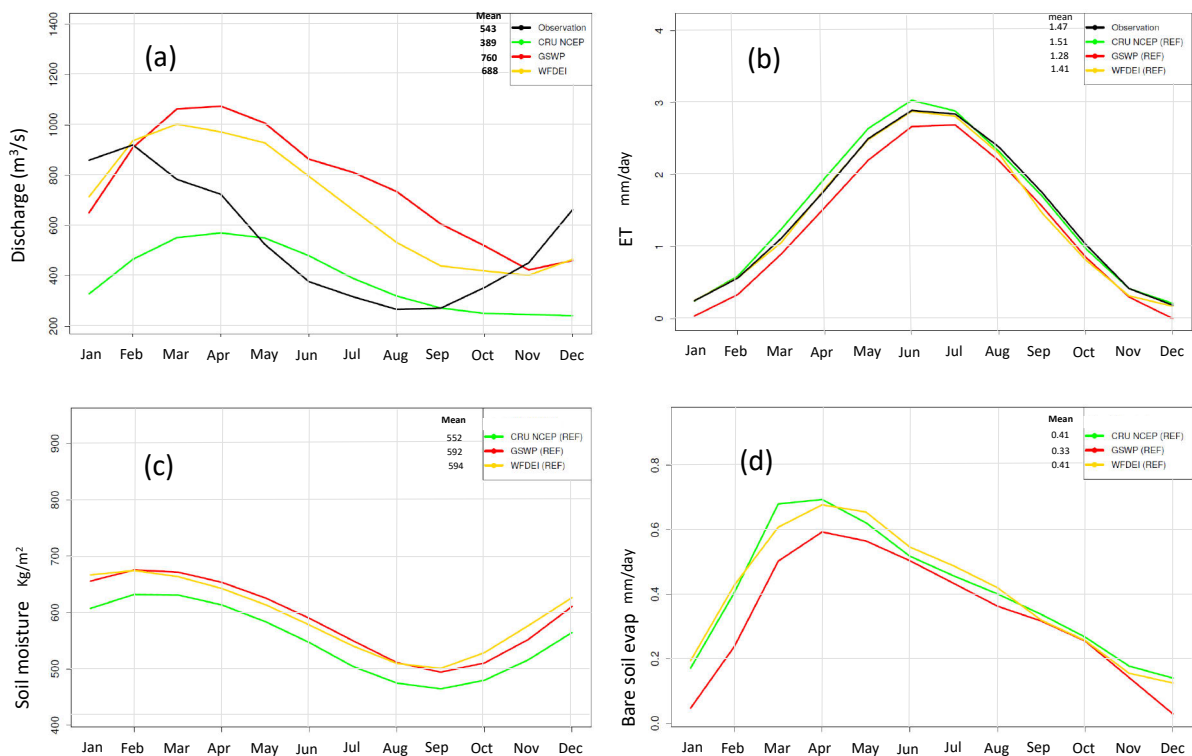 (a)
Mean
543 Observation
389 CRU NCEP
760 GSWP
688 WFDEI
Discharge (m³/s)
1400
1200
1000
800
600
400
200
Jan Feb Mar Apr May Jun Jul Aug Sep Oct Nov Dec
(b)
mean
1.47 Observation
1.51 CRU NCEP (REF)
1.28 GSWP (REF)
1.41 WFDEI (REF)
ET mm/day
4
3
2
1
0
Jan Feb Mar Apr May Jun Jul Aug Sep Oct Nov Dec
(c)
Mean
552 CRU NCEP (REF)
592 GSWP (REF)
594 WFDEI (REF)
Soil moisture Kg/m²
900
800
700
600
500
400
Jan Feb Mar Apr May Jun Jul Aug Sep Oct Nov Dec
(d)
Mean
0.41 CRU NCEP (REF)
0.33 GSWP (REF)
0.41 WFDEI (REF)
Bare soil evap mm/day
0.8
0.6
0.4
0.2
0.0
Jan Feb Mar Apr May Jun Jul Aug Sep Oct Nov Dec